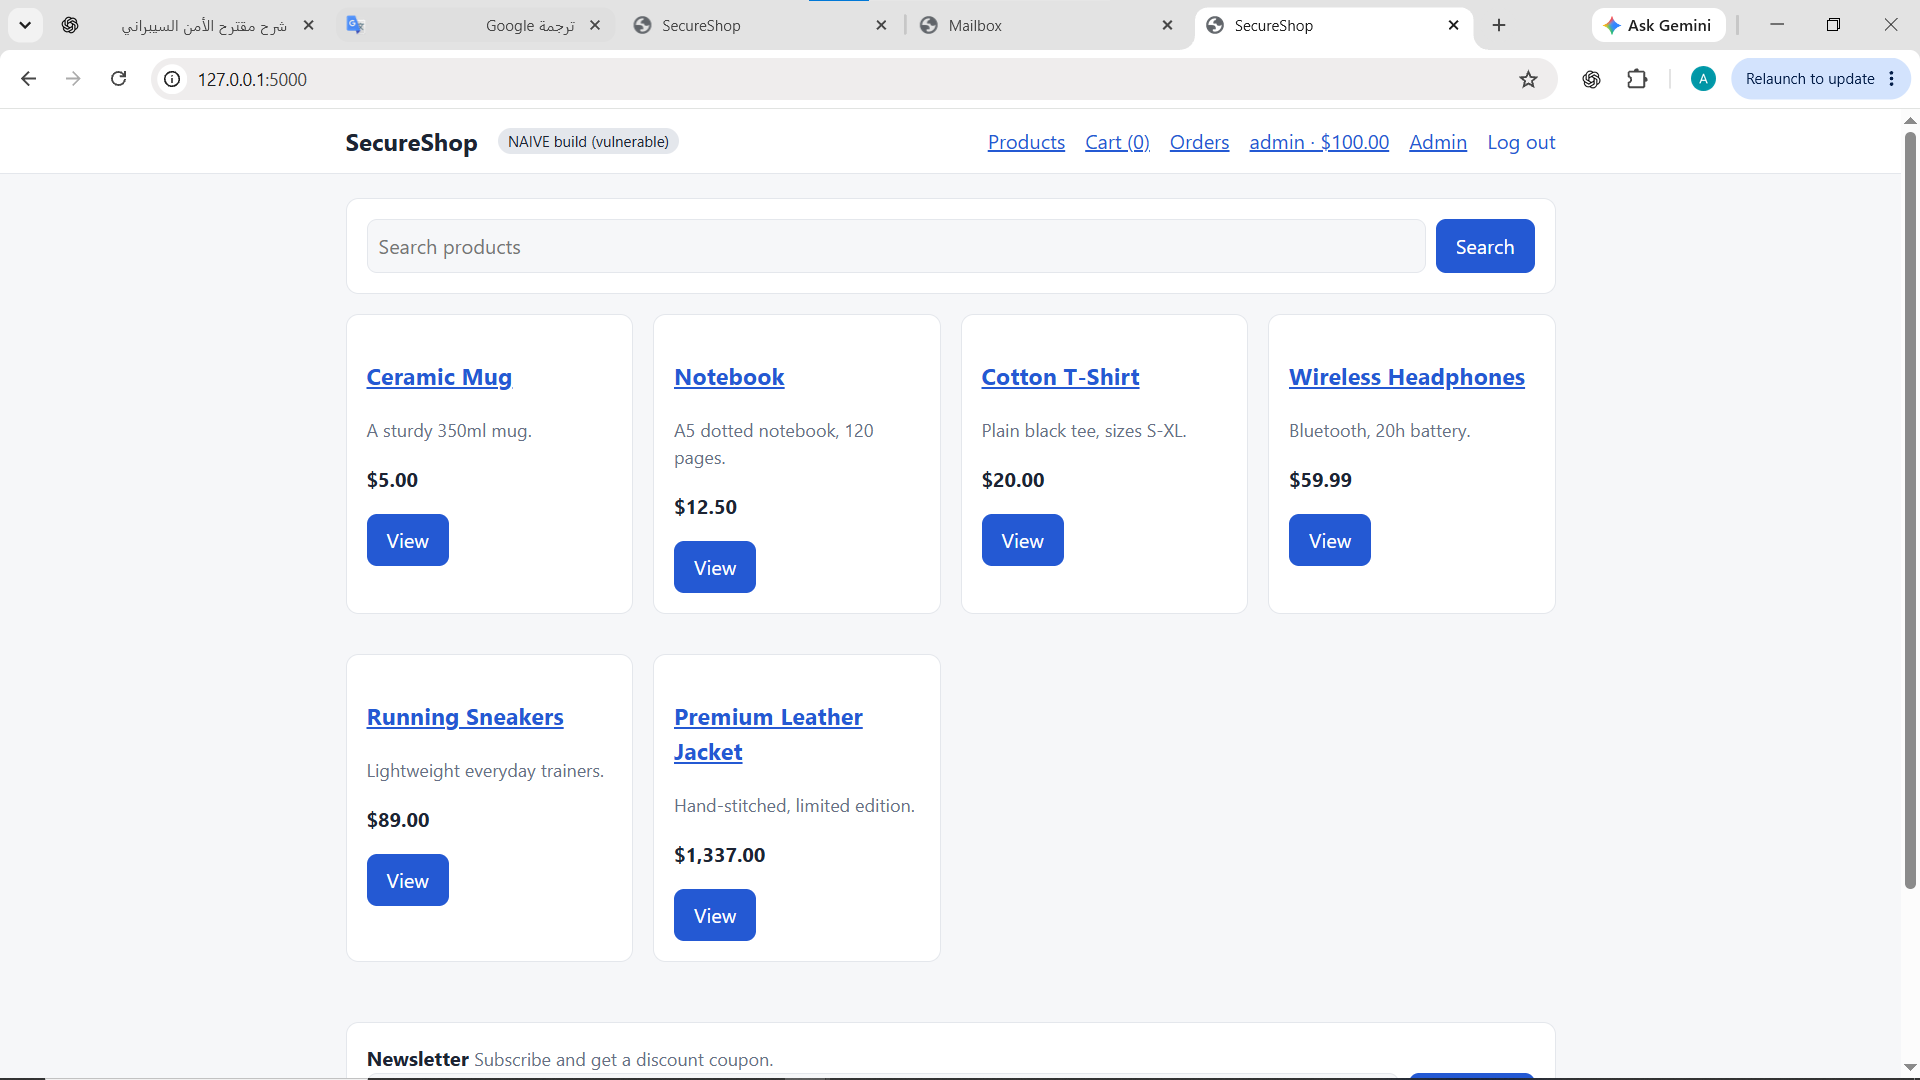 شرح مقترح الأمن السيبراني
ترجمة Google
SecureShop
Mailbox
SecureShop
Ask Gemini
127.0.0.1:5000
A
Relaunch to update
SecureShop
NAIVE build (vulnerable)
Products
Cart (0)
Orders
admin · $100.00
Admin
Log out
Search products
Search
Ceramic Mug
A sturdy 350ml mug.
$5.00
View
Notebook
A5 dotted notebook, 120
pages.
$12.50
View
Cotton T-Shirt
Plain black tee, sizes S-XL.
$20.00
View
Wireless Headphones
Bluetooth, 20h battery.
$59.99
View
Running Sneakers
Lightweight everyday trainers.
$89.00
View
Premium Leather
Jacket
Hand-stitched, limited edition.
$1,337.00
View
Newsletter Subscribe and get a discount coupon.